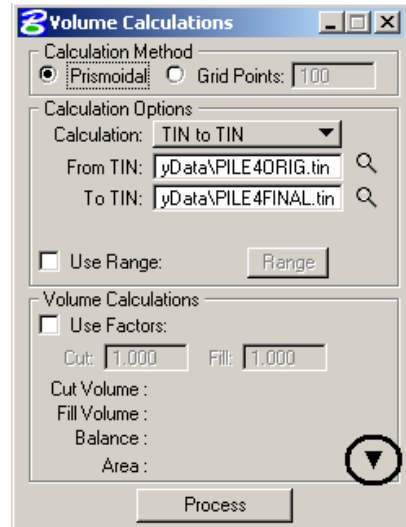 Volume Calculations
Calculation Method
Prismoidal Grid Points: 100
Calculation Options
Calculation: TIN to TIN
From TIN: yData\PILE4ORIG.tin
To TIN: yData\PILE4FINAL.tin
Use Range: Range
Volume Calculations
Use Factors:
Cut: 1.000 Fill: 1.000
Cut Volume :
Fill Volume :
Balance :
Area :
Process